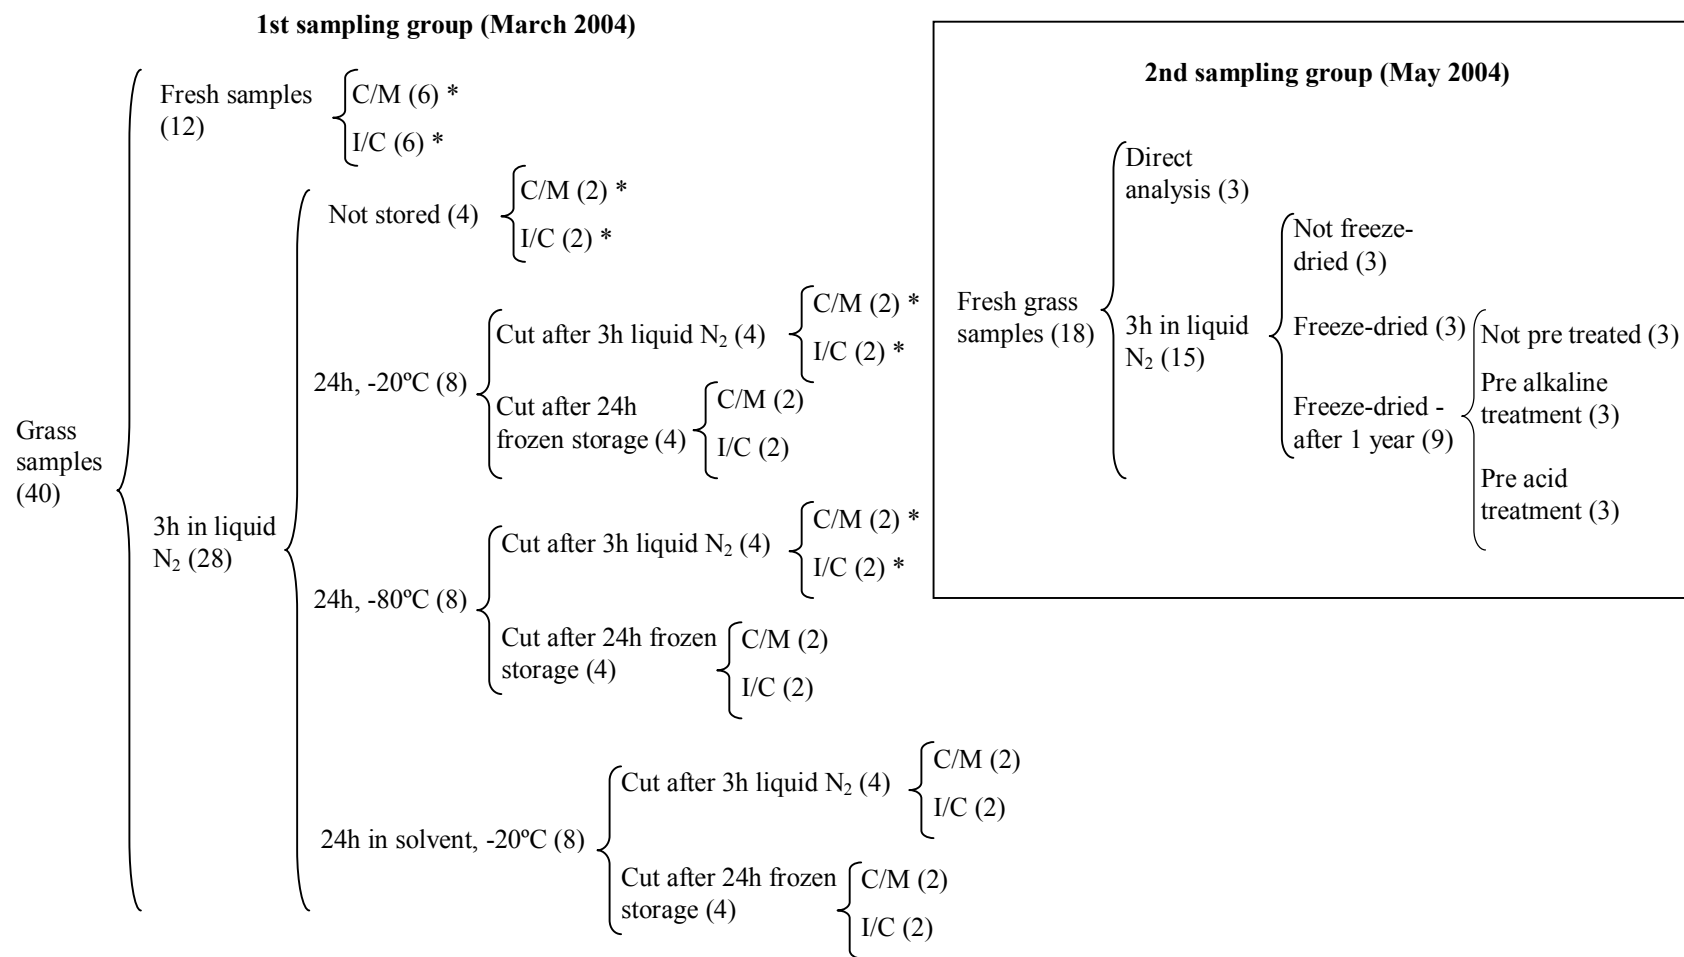 1st sampling group (March 2004)
Fresh samples
(12)
C/M (6) *
I/C (6) *
Grass
samples
(40)
3h in liquid
N₂ (28)
Not stored (4)
C/M (2) *
I/C (2) *
24h, -20ºC (8)
Cut after 3h liquid N₂ (4)
C/M (2) *
I/C (2) *
Cut after 24h
frozen storage (4)
C/M (2)
I/C (2)
24h, -80ºC (8)
Cut after 3h liquid N₂ (4)
C/M (2) *
I/C (2) *
Cut after 24h frozen
storage (4)
C/M (2)
I/C (2)
24h in solvent, -20ºC (8)
Cut after 3h liquid N₂ (4)
C/M (2)
I/C (2)
Cut after 24h frozen
storage (4)
C/M (2)
I/C (2)
2nd sampling group (May 2004)
Fresh grass
samples (18)
Direct
analysis (3)
3h in liquid
N₂ (15)
Not freeze-
dried (3)
Freeze-dried (3)
Freeze-dried -
after 1 year (9)
Not pre treated (3)
Pre alkaline
treatment (3)
Pre acid
treatment (3)